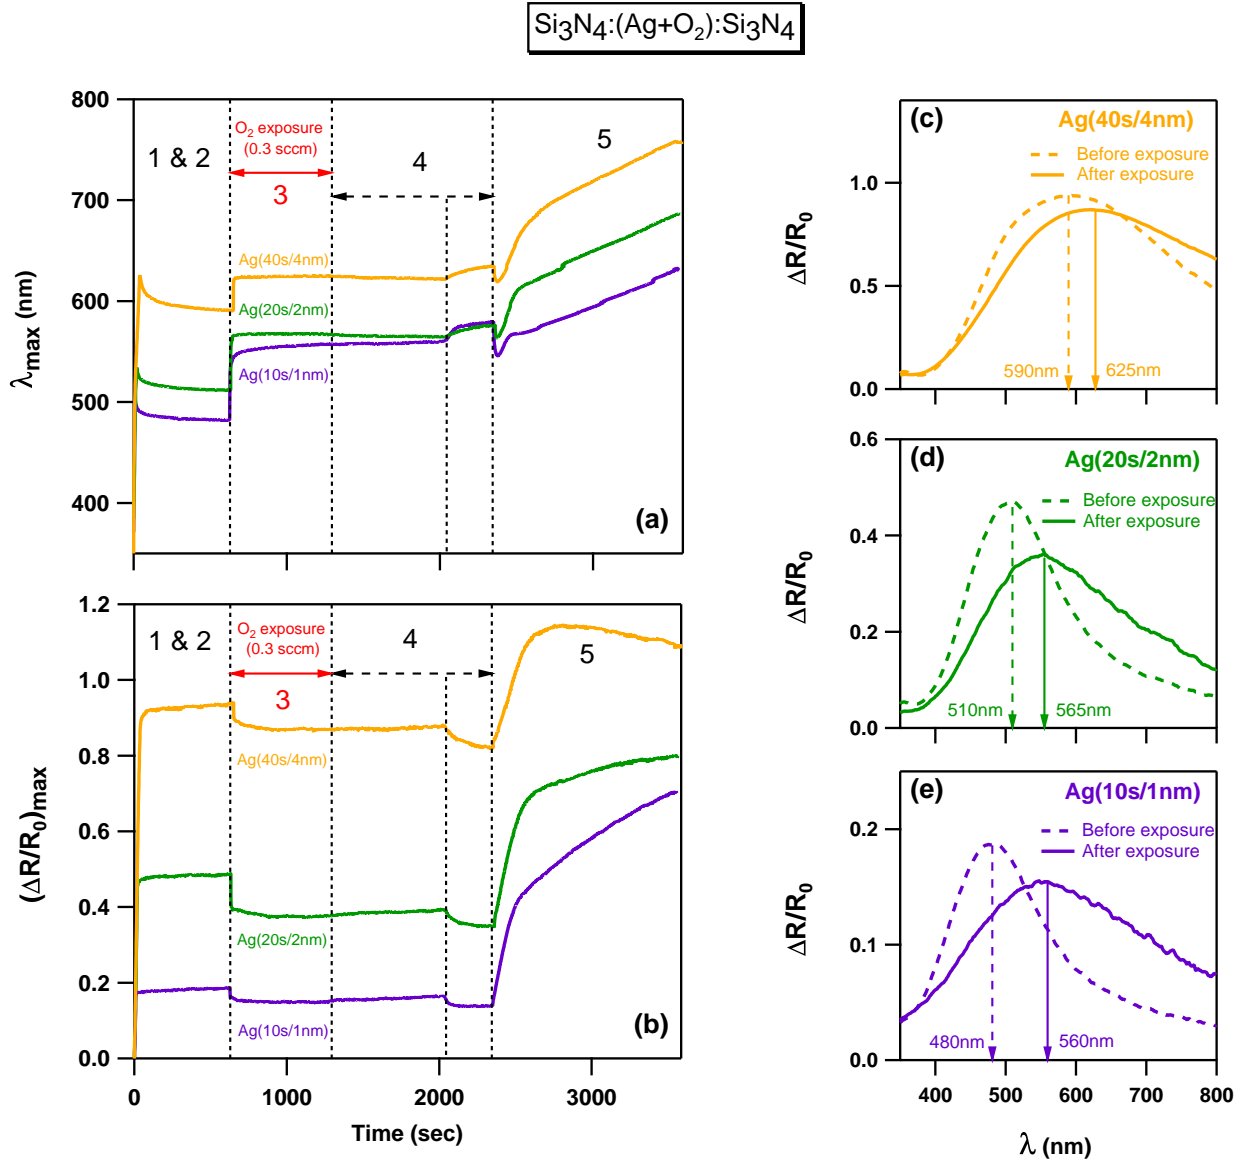 Si3N4:(Ag+O2):Si3N4
800
700
600
500
400
λmax (nm)
1 & 2
O2 exposure
(0.3 sccm)
3
4
5
Ag(40s/4nm)
Ag(20s/2nm)
Ag(10s/1nm)
(a)
1.2
1.0
0.8
0.6
0.4
0.2
0.0
(ΔR/R0)max
1 & 2
O2 exposure
(0.3 sccm)
3
4
5
Ag(40s/4nm)
Ag(20s/2nm)
Ag(10s/1nm)
(b)
0 1000 2000 3000
Time (sec)
(c) Ag(40s/4nm)
Before exposure
After exposure
1.0
0.5
0.0
ΔR/R0
590nm 625nm
(d) Ag(20s/2nm)
Before exposure
After exposure
0.6
0.4
0.2
0.0
ΔR/R0
510nm 565nm
(e) Ag(10s/1nm)
Before exposure
After exposure
0.2
0.1
0.0
ΔR/R0
480nm 560nm
400 500 600 700 800
λ (nm)